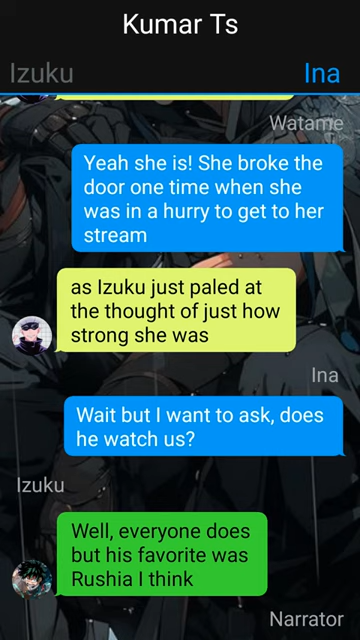 Kumar Ts
Izuku
Ina
Watame
Yeah she is! She broke the
door one time when she
was in a hurry to get to her
stream
as Izuku just paled at
the thought of just how
strong she was
Ina
Wait but I want to ask, does
he watch us?
Izuku
Well, everyone does
but his favorite was
Rushia I think
Narrator